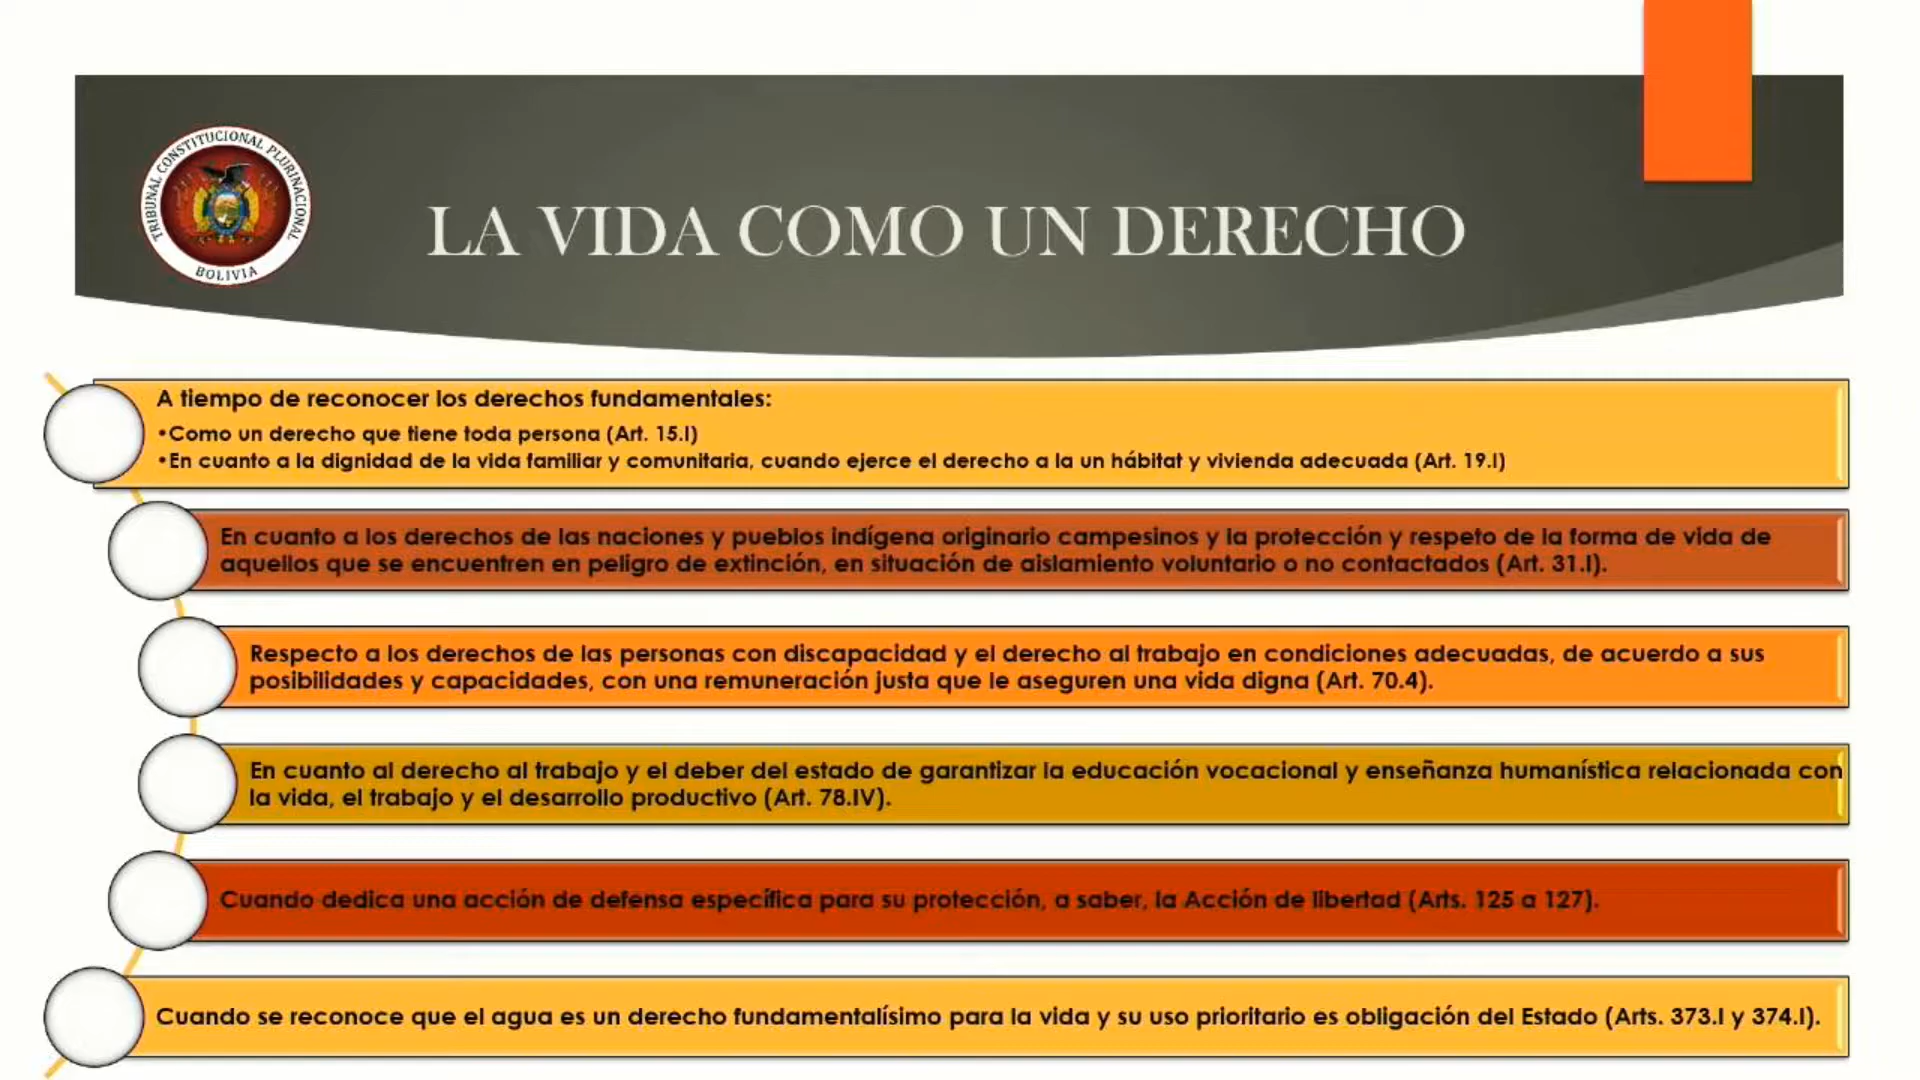 TRIBUNAL CONSTITUCIONAL PLURINACIONAL
BOLIVIA
LA VIDA COMO UN DERECHO
A tiempo de reconocer los derechos fundamentales:
•Como un derecho que tiene toda persona (Art. 15.I)
•En cuanto a la dignidad de la vida familiar y comunitaria, cuando ejerce el derecho a la un hábitat y vivienda adecuada (Art. 19.I)
En cuanto a los derechos de las naciones y pueblos indígena originario campesinos y la protección y respeto de la forma de vida de
aquellos que se encuentren en peligro de extinción, en situación de aislamiento voluntario o no contactados (Art. 31.I).
Respecto a los derechos de las personas con discapacidad y el derecho al trabajo en condiciones adecuadas, de acuerdo a sus
posibilidades y capacidades, con una remuneración justa que le aseguren una vida digna (Art. 70.4).
En cuanto al derecho al trabajo y el deber del estado de garantizar la educación vocacional y enseñanza humanística relacionada con
la vida, el trabajo y el desarrollo productivo (Art. 78.IV).
Cuando dedica una acción de defensa específica para su protección, a saber, la Acción de libertad (Arts. 125 a 127).
Cuando se reconoce que el agua es un derecho fundamentalísimo para la vida y su uso prioritario es obligación del Estado (Arts. 373.I y 374.I).